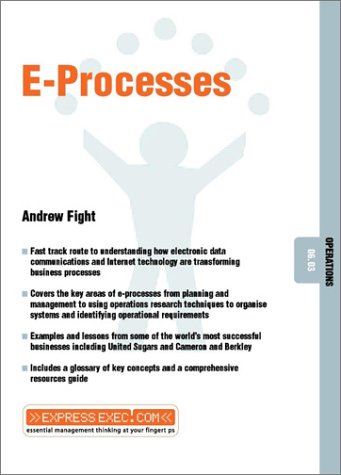 E-Processes
Andrew Fight
Fast track route to understanding how electronic data
communications and Internet technology are transforming
business processes
Covers the key areas of e-processes from planning and
management to using operations research techniques to organise
systems and identifying operational requirements
Examples and lessons from some of the world's most successful
businesses including United Sugars and Cameron and Berkley
Includes a glossary of key concepts and a comprehensive
resources guide
OPERATIONS
06.03
>>EXPRESS EXEC.COM<<
essential management thinking at your fingert ps